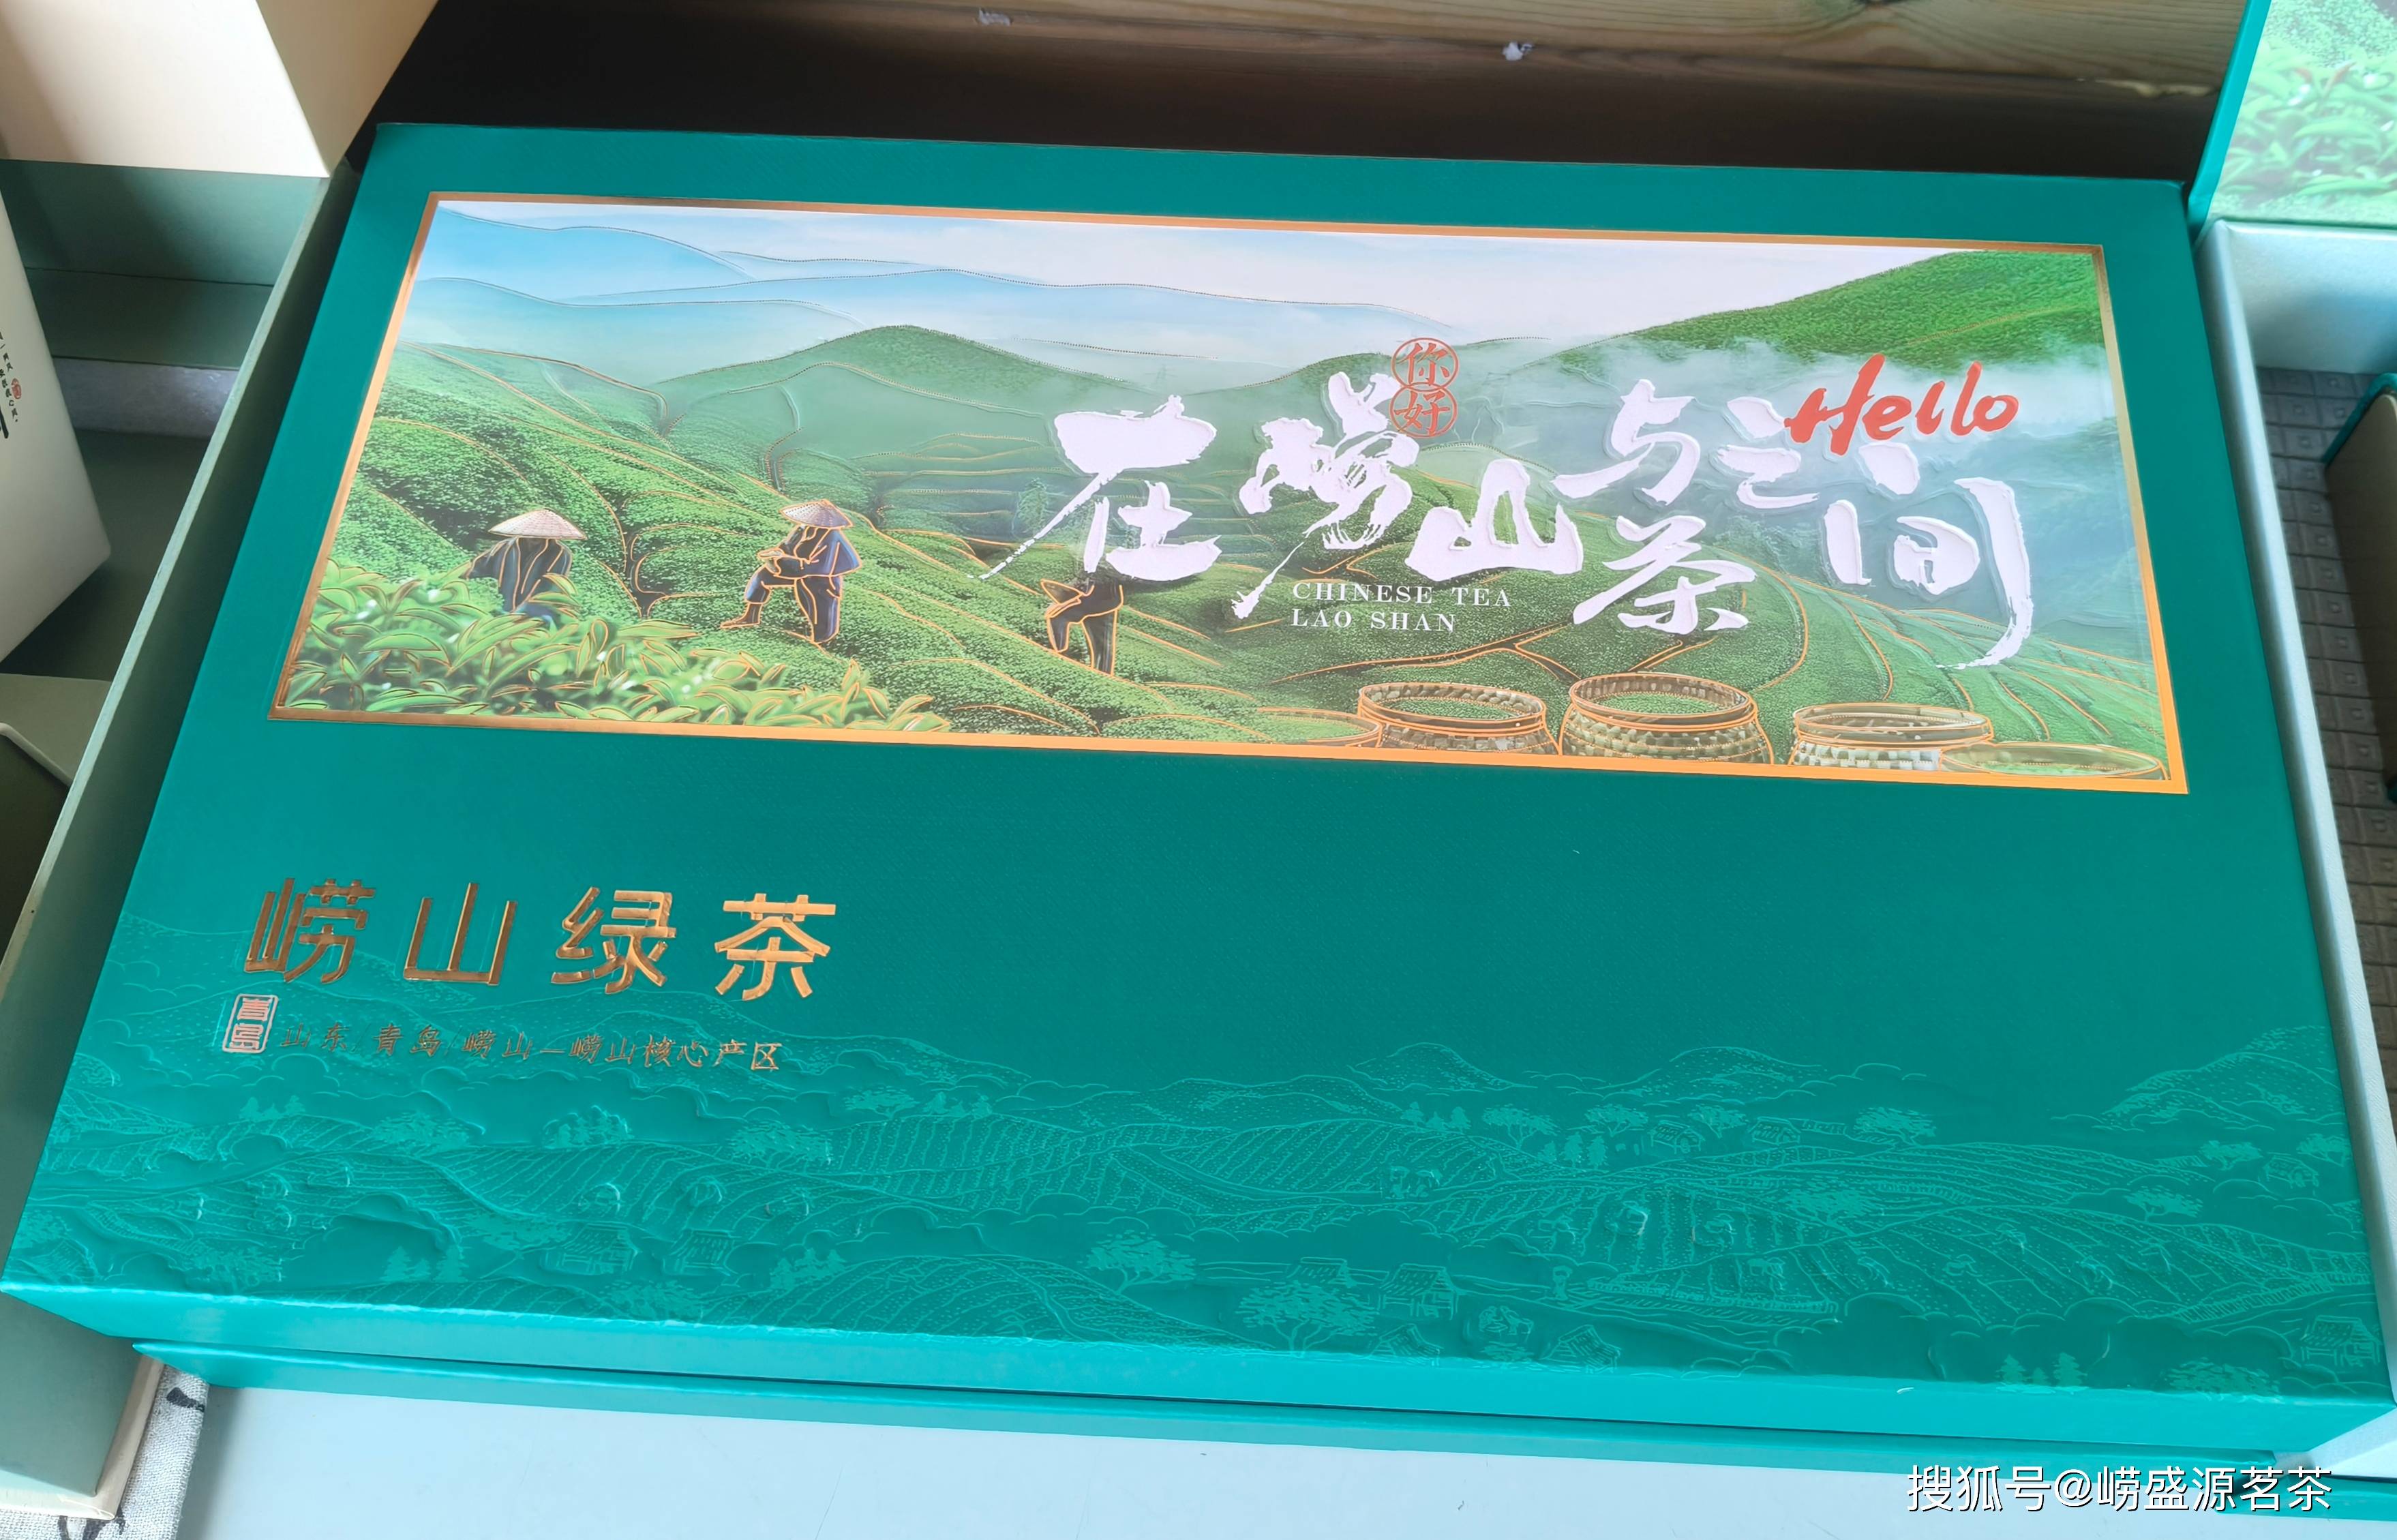 你好
Hello
在崂山与茶之间
CHINESE TEA
LAO SHAN
崂山绿茶
青岛
山东/青岛/崂山—崂山核心产区
搜狐号@崂盛源茗茶